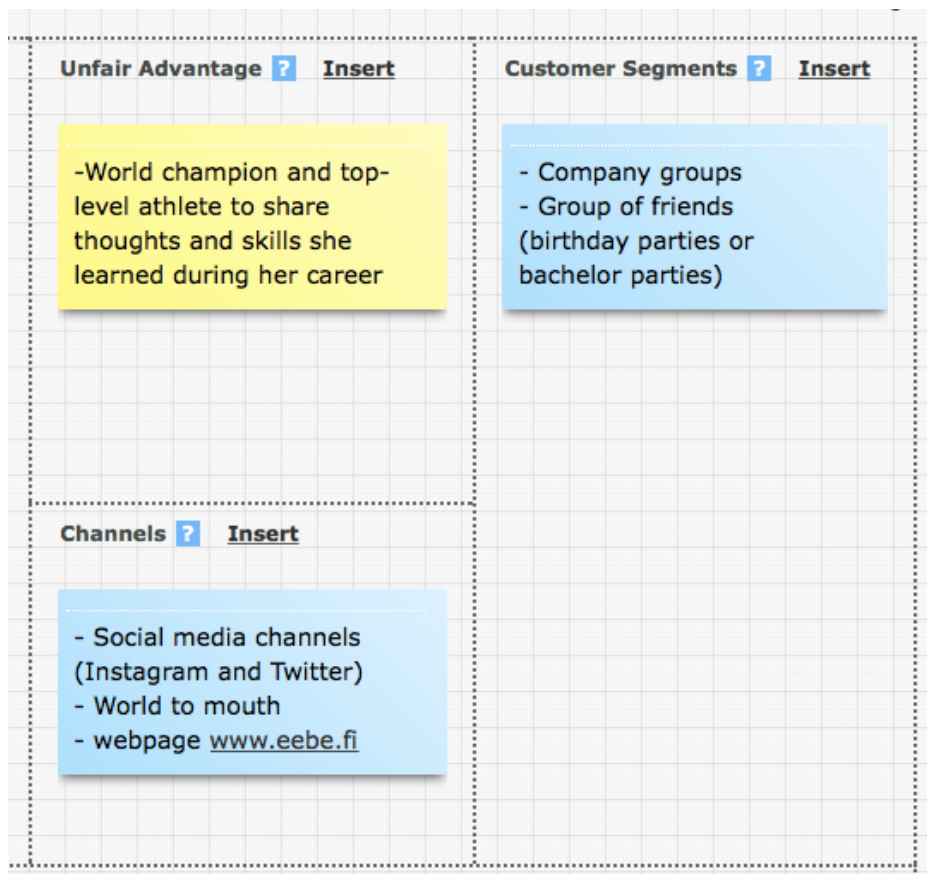 Unfair Advantage ? Insert
-World champion and top-
level athlete to share
thoughts and skills she
learned during her career
Customer Segments ? Insert
- Company groups
- Group of friends
(birthday parties or
bachelor parties)
Channels ? Insert
- Social media channels
(Instagram and Twitter)
- World to mouth
- webpage www.eebe.fi